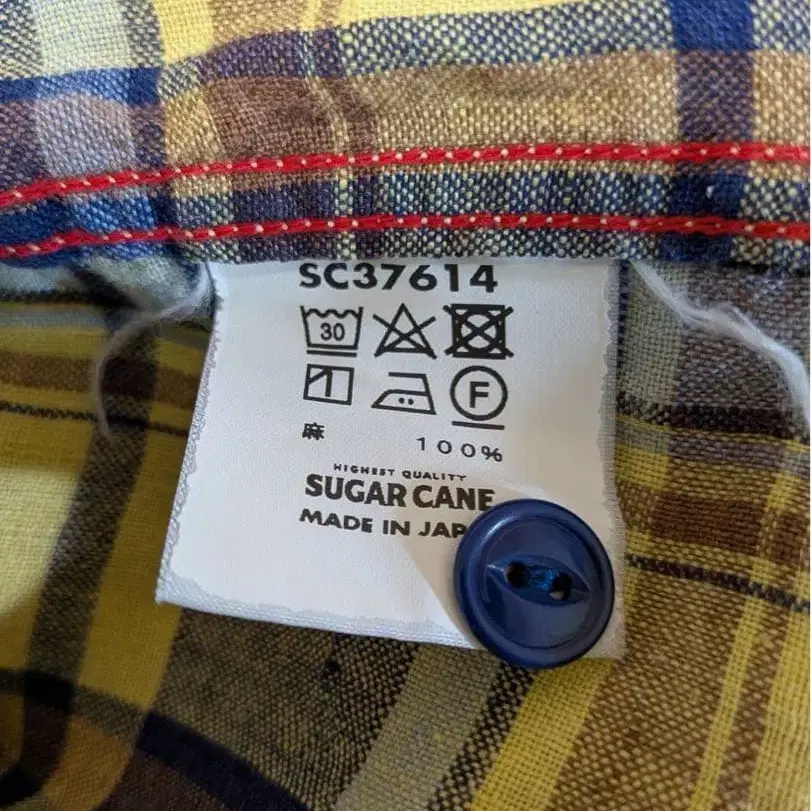 SC37614
30
F
麻 100%
HIGHEST QUALITY
SUGAR CANE
MADE IN JAP